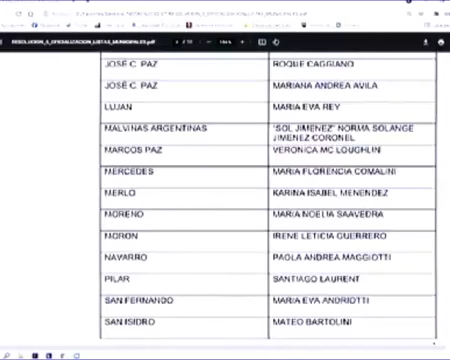 RESOLUCION_A_OFICIALIZACION_LISTAS_MUNICIPALES.pdf
JOSÉ C. PAZ ROQUE CAGGIANO
JOSÉ C. PAZ MARIANA ANDREA AVILA
LUJAN MARIA EVA REY
MALVINAS ARGENTINAS "SOL JIMENEZ" NORMA SOLANGE
JIMENEZ CORONEL
MARCOS PAZ VERONICA MC LOUGHLIN
MERCEDES MARIA FLORENCIA COMALINI
MERLO KARINA ISABEL MENENDEZ
MORENO MARIA NOELIA SAAVEDRA
MORON IRENE LETICIA GUERRERO
NAVARRO PAOLA ANDREA MAGGIOTTI
PILAR SANTIAGO LAURENT
SAN FERNANDO MARIA EVA ANDRIOTTI
SAN ISIDRO MATEO BARTOLINI